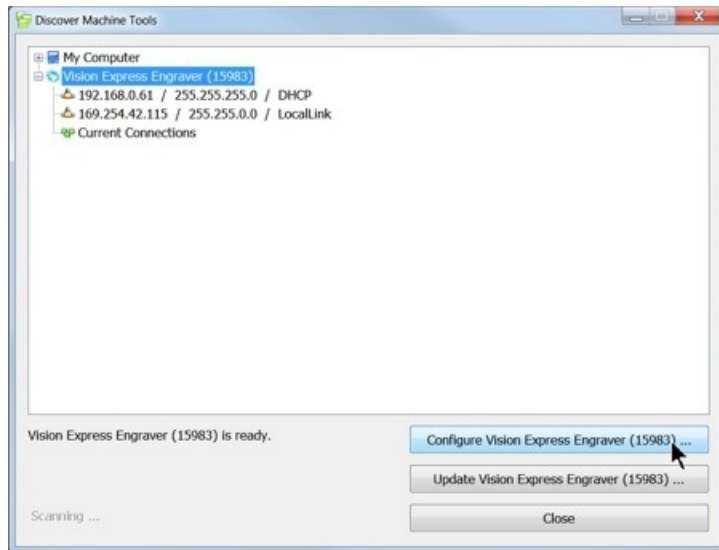 Discover Machine Tools
My Computer
Vision Express Engraver (15983)
192.168.0.61 / 255.255.255.0 / DHCP
169.254.42.115 / 255.255.0.0 / LocalLink
Current Connections
Vision Express Engraver (15983) is ready.
Configure Vision Express Engraver (15983) ...
Update Vision Express Engraver (15983) ...
Scanning ...
Close